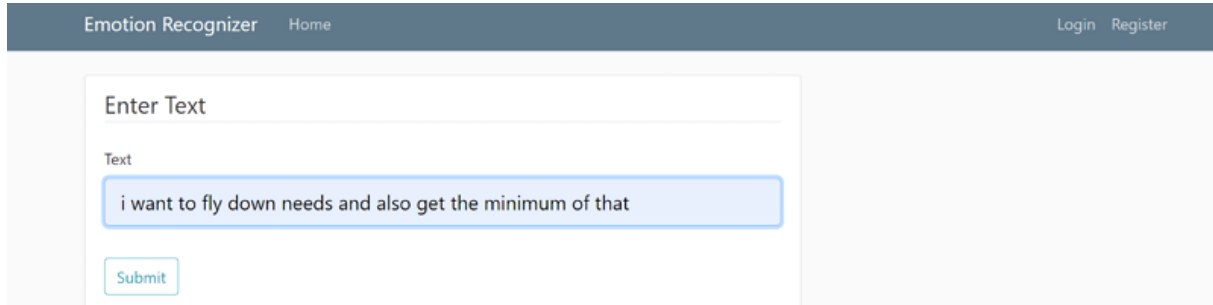 Emotion Recognizer Home Login Register
Enter Text
Text
i want to fly down needs and also get the minimum of that
Submit